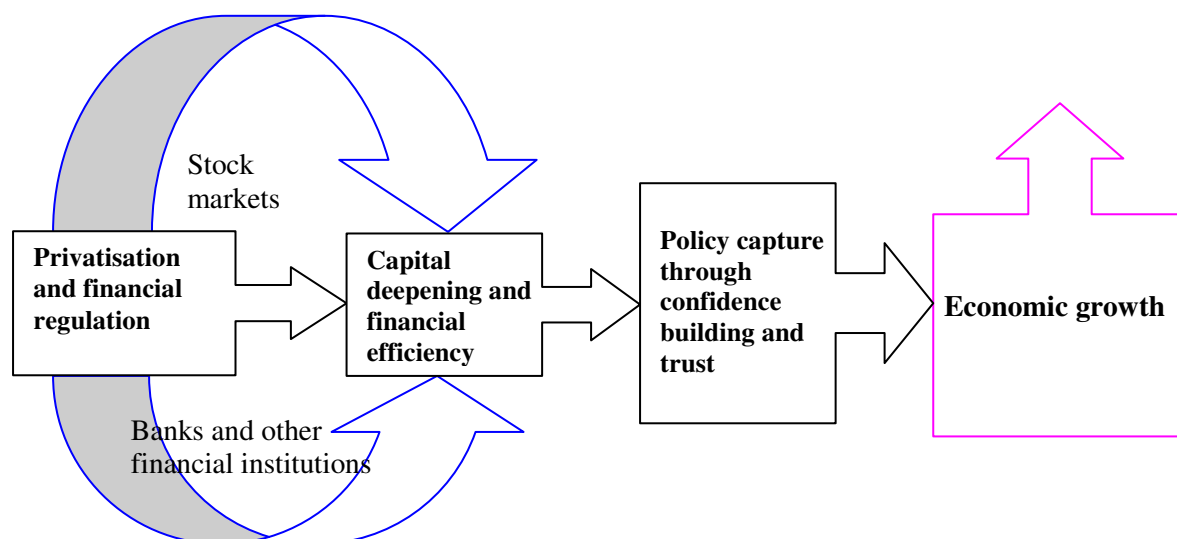 Stock
markets
Privatisation
and financial
regulation
Capital
deepening and
financial
efficiency
Policy capture
through
confidence
building and
trust
Economic growth
Banks and other
financial institutions